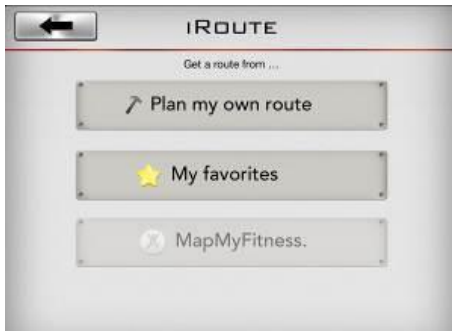 iROUTE
Get a route from ...
Plan my own route
My favorites
MapMyFitness.